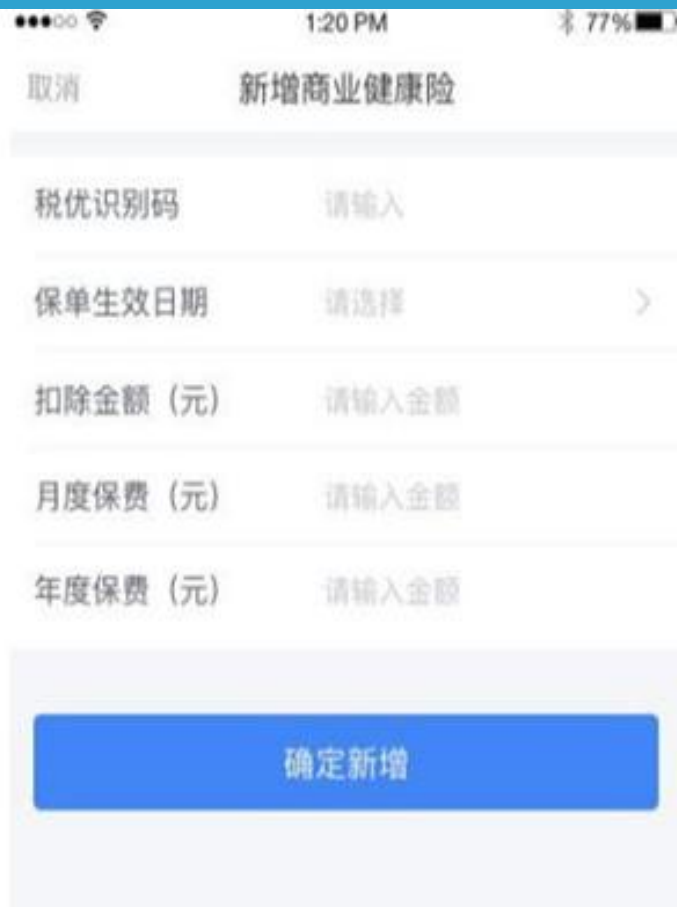 1:20 PM 77%
取消 新增商业健康险
税优识别码 请输入
保单生效日期 请选择
扣除金额（元） 请输入金额
月度保费（元） 请输入金额
年度保费（元） 请输入金额
确定新增